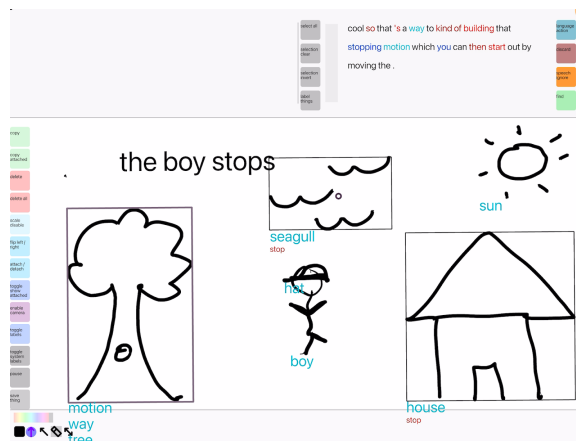 select all
cool so that 's a way to kind of building that
language action
selection clear
stopping motion which you can then start out by
discard
selection invert
moving the .
speech ignore
label things
find
copy
copy attached
the boy stops
delete
delete all
sun
scale
flip left / right
seagull
stop
attach / detach
hat
toggle show attached
enable camera
boy
toggle labels
toggle system labels
pause
save thing
motion
house
way
stop
tree